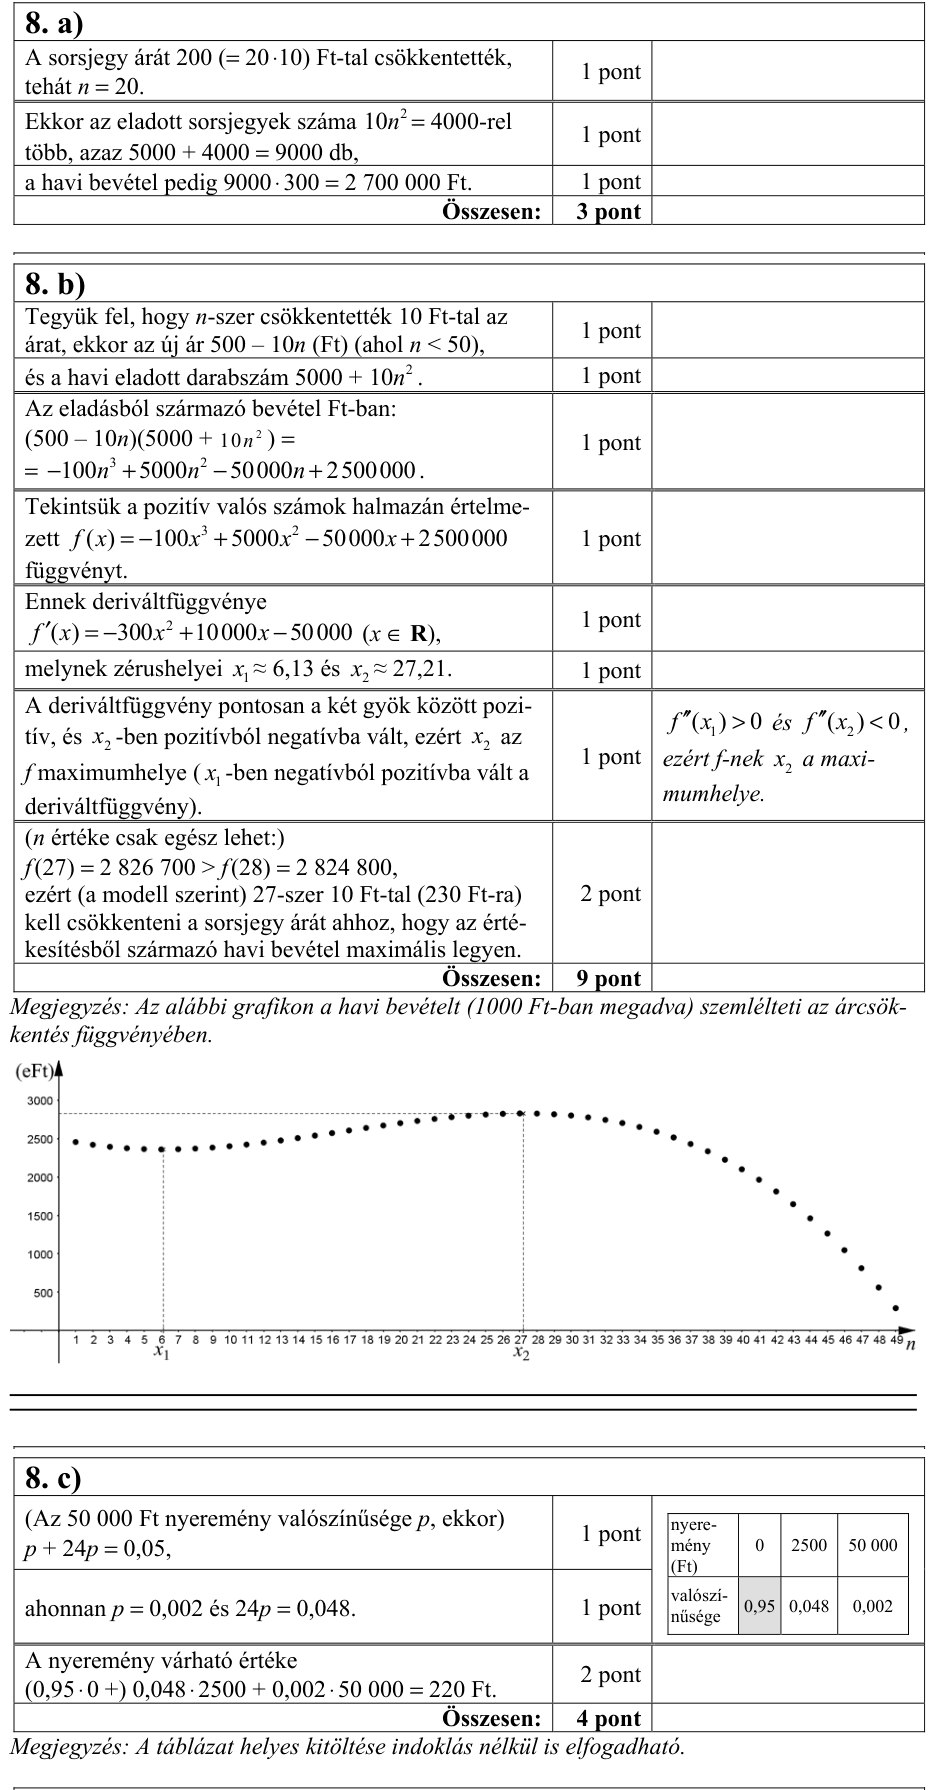 8. a)
A sorsjegy árát 200 (= 20·10) Ft-tal csökkentették,
tehát n = 20.
1 pont
Ekkor az eladott sorsjegyek száma 10n² = 4000-rel
több, azaz 5000 + 4000 = 9000 db,
1 pont
a havi bevétel pedig 9000·300 = 2 700 000 Ft.
1 pont
Összesen: 3 pont
8. b)
Tegyük fel, hogy n-szer csökkentették 10 Ft-tal az
árat, ekkor az új ár 500 – 10n (Ft) (ahol n < 50),
1 pont
és a havi eladott darabszám 5000 + 10n² .
1 pont
Az eladásból származó bevétel Ft-ban:
(500 – 10n)(5000 + 10n² ) =
= −100n³ + 5000n² − 50000n + 2500000 .
1 pont
Tekintsük a pozitív valós számok halmazán értelme-
zett f(x) = −100x³ + 5000x² − 50000x + 2500000
függvényt.
1 pont
Ennek deriváltfüggvénye
f′(x) = −300x² + 10000x − 50000 (x ∈ R),
1 pont
melynek zérushelyei x₁ ≈ 6,13 és x₂ ≈ 27,21.
1 pont
A deriváltfüggvény pontosan a két gyök között pozi-
tív, és x₂ -ben pozitívból negatívba vált, ezért x₂ az
f maximumhelye ( x₁ -ben negatívból pozitívba vált a
deriváltfüggvény).
1 pont
f″(x₁) > 0 és f″(x₂) < 0 ,
ezért f-nek x₂ a maxi-
mumhelye.
(n értéke csak egész lehet:)
f(27) = 2 826 700 > f(28) = 2 824 800,
ezért (a modell szerint) 27-szer 10 Ft-tal (230 Ft-ra)
kell csökkenteni a sorsjegy árát ahhoz, hogy az érté-
kesítésből származó havi bevétel maximális legyen.
2 pont
Összesen: 9 pont
Megjegyzés: Az alábbi grafikon a havi bevételt (1000 Ft-ban megadva) szemlélteti az árcsök-
kentés függvényében.
(eFt)
3000
2500
2000
1500
1000
500
1 2 3 4 5 6 7 8 9 10 11 12 13 14 15 16 17 18 19 20 21 22 23 24 25 26 27 28 29 30 31 32 33 34 35 36 37 38 39 40 41 42 43 44 45 46 47 48 49 n
x₁ x₂
8. c)
(Az 50 000 Ft nyeremény valószínűsége p, ekkor)
p + 24p = 0,05,
1 pont
ahonnan p = 0,002 és 24p = 0,048.
1 pont
nyere-
mény
(Ft)
0 2500 50 000
valószí-
nűsége
0,95 0,048 0,002
A nyeremény várható értéke
(0,95·0 +) 0,048·2500 + 0,002·50 000 = 220 Ft.
2 pont
Összesen: 4 pont
Megjegyzés: A táblázat helyes kitöltése indoklás nélkül is elfogadható.